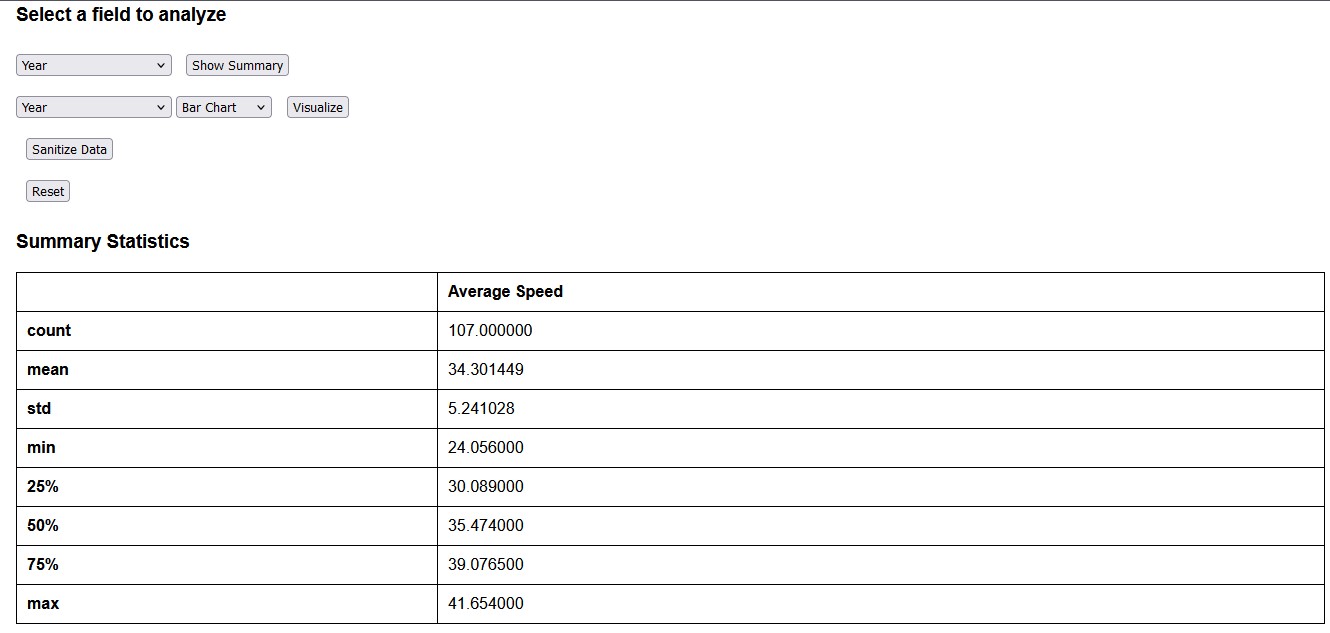 Select a field to analyze
Year Show Summary
Year Bar Chart Visualize
Sanitize Data
Reset
Summary Statistics
Average Speed
count 107.000000
mean 34.301449
std 5.241028
min 24.056000
25% 30.089000
50% 35.474000
75% 39.076500
max 41.654000